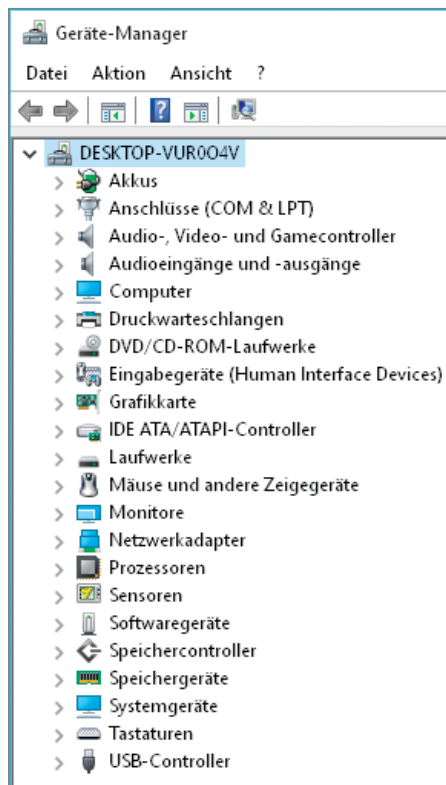 Geräte-Manager
Datei Aktion Ansicht ?
DESKTOP-VUR0O4V
Akkus
Anschlüsse (COM & LPT)
Audio-, Video- und Gamecontroller
Audioeingänge und -ausgänge
Computer
Druckwarteschlangen
DVD/CD-ROM-Laufwerke
Eingabegeräte (Human Interface Devices)
Grafikkarte
IDE ATA/ATAPI-Controller
Laufwerke
Mäuse und andere Zeigegeräte
Monitore
Netzwerkadapter
Prozessoren
Sensoren
Softwaregeräte
Speichercontroller
Speichergeräte
Systemgeräte
Tastaturen
USB-Controller